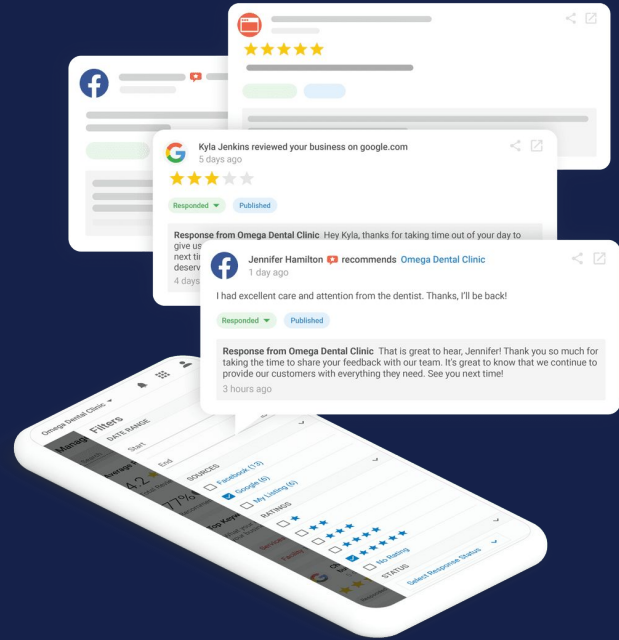 Kyla Jenkins reviewed your business on google.com
5 days ago
Responded
Published
Response from Omega Dental Clinic Hey Kyla, thanks for taking time out of your day to
give us
next
4 days
Jennifer Hamilton recommends Omega Dental Clinic
1 day ago
I had excellent care and attention from the dentist. Thanks, I'll be back!
Responded
Published
Response from Omega Dental Clinic That is great to hear, Jennifer! Thank you so much for
taking the time to share your feedback with our team. It's great to know that we continue to
provide our customers with everything they need. See you next time!
3 hours ago
Omega Dental Clinic
Filters
DATE RANGE
Start
End
SOURCES
Facebook (13)
Google (6)
My Listing (6)
RATINGS
No Rating
STATUS
Select Response Status
Search
4.2
77%
Facility